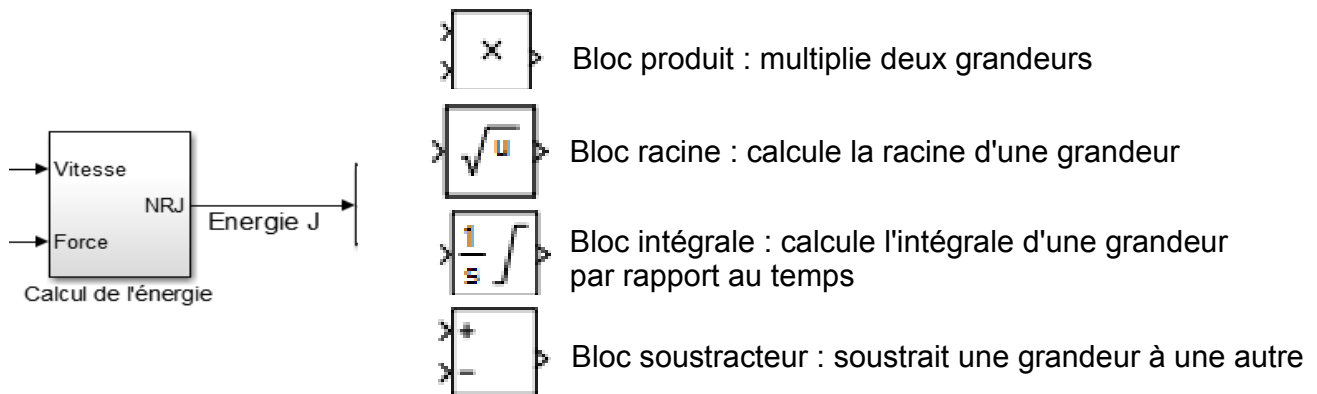 ×
Bloc produit : multiplie deux grandeurs
√u
Bloc racine : calcule la racine d'une grandeur
Vitesse
NRJ
Energie J
Force
Calcul de l'énergie
1
s
Bloc intégrale : calcule l'intégrale d'une grandeur
par rapport au temps
+
−
Bloc soustracteur : soustrait une grandeur à une autre